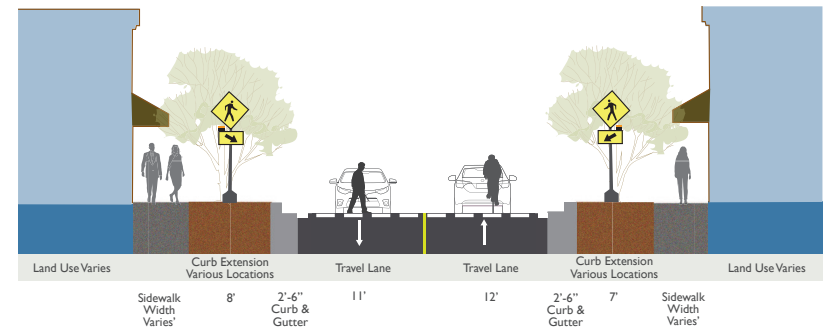 Land Use Varies
Curb Extension
Various Locations
Travel Lane
Travel Lane
Curb Extension
Various Locations
Land Use Varies
Sidewalk
Width
Varies'
8'
2'-6"
Curb &
Gutter
11'
12'
2'-6"
Curb &
Gutter
7'
Sidewalk
Width
Varies'